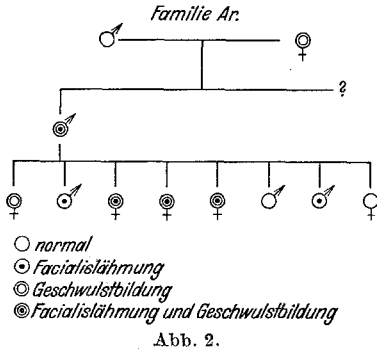 Familie Ar.
?
normal
Facialislähmung
Geschwulstbildung
Facialislähmung und Geschwulstbildung
Abb. 2.